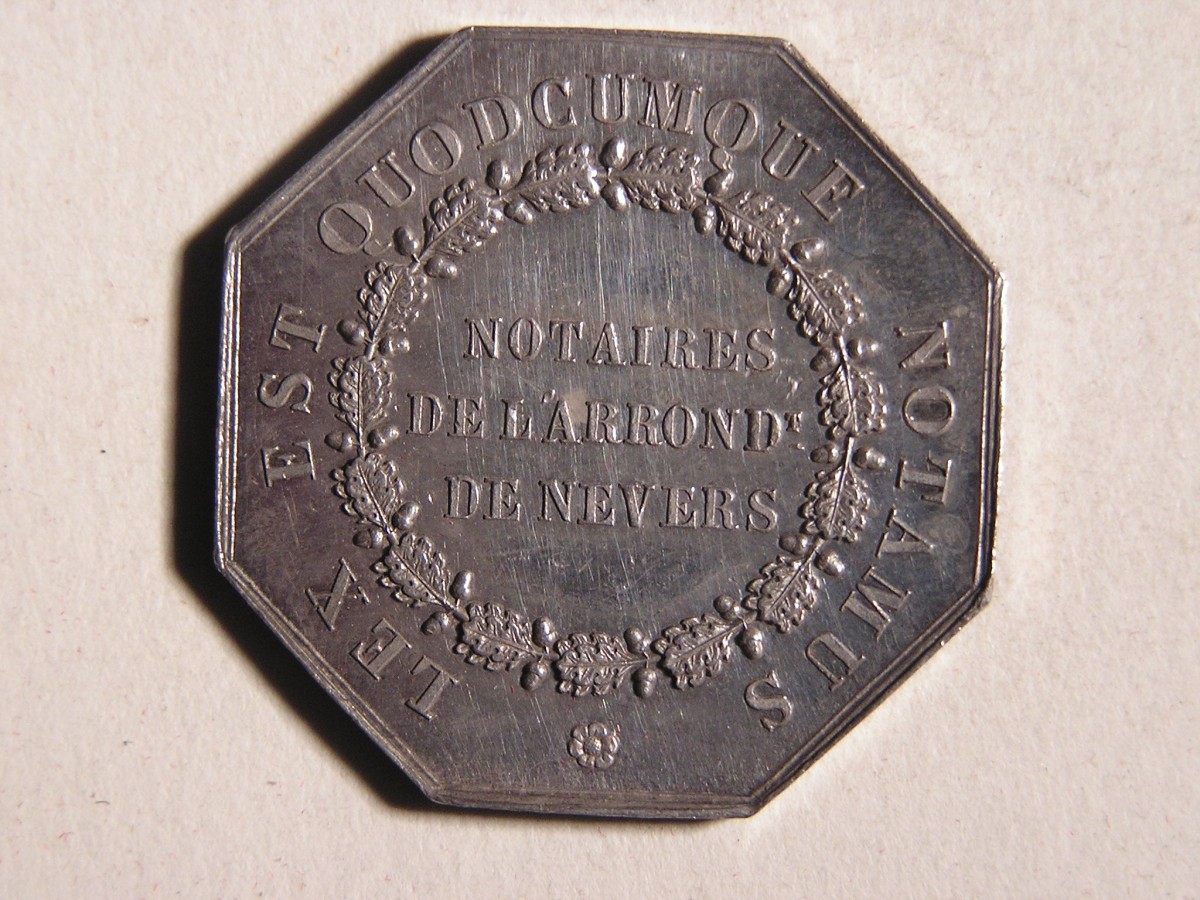 LEX EST QUODCUMQUE NOTAMUS
NOTAIRES
DE L'ARROND.T
DE NEVERS